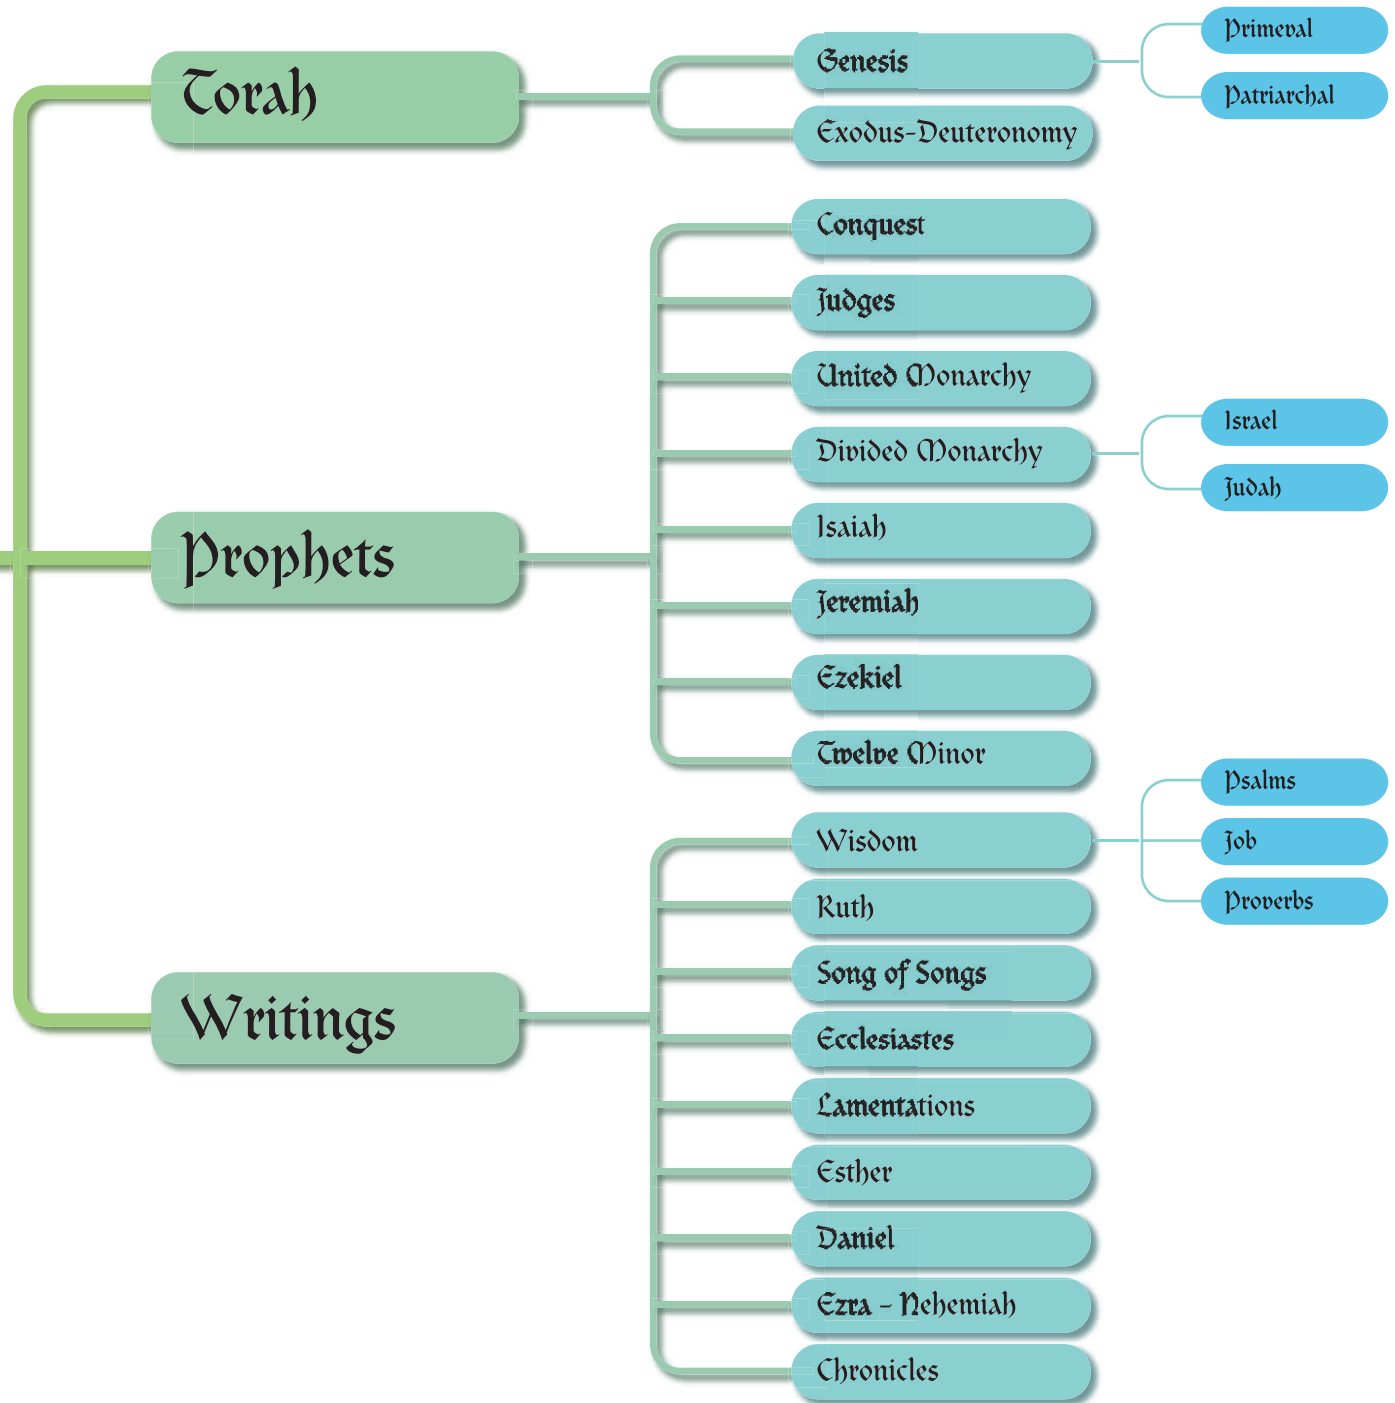 Torah
Genesis
Primeval
Patriarchal
Exodus-Deuteronomy
Prophets
Conquest
Judges
United Monarchy
Divided Monarchy
Israel
Judah
Isaiah
Jeremiah
Ezekiel
Twelve Minor
Writings
Wisdom
Psalms
Job
Proverbs
Ruth
Song of Songs
Ecclesiastes
Lamentations
Esther
Daniel
Ezra - Nehemiah
Chronicles